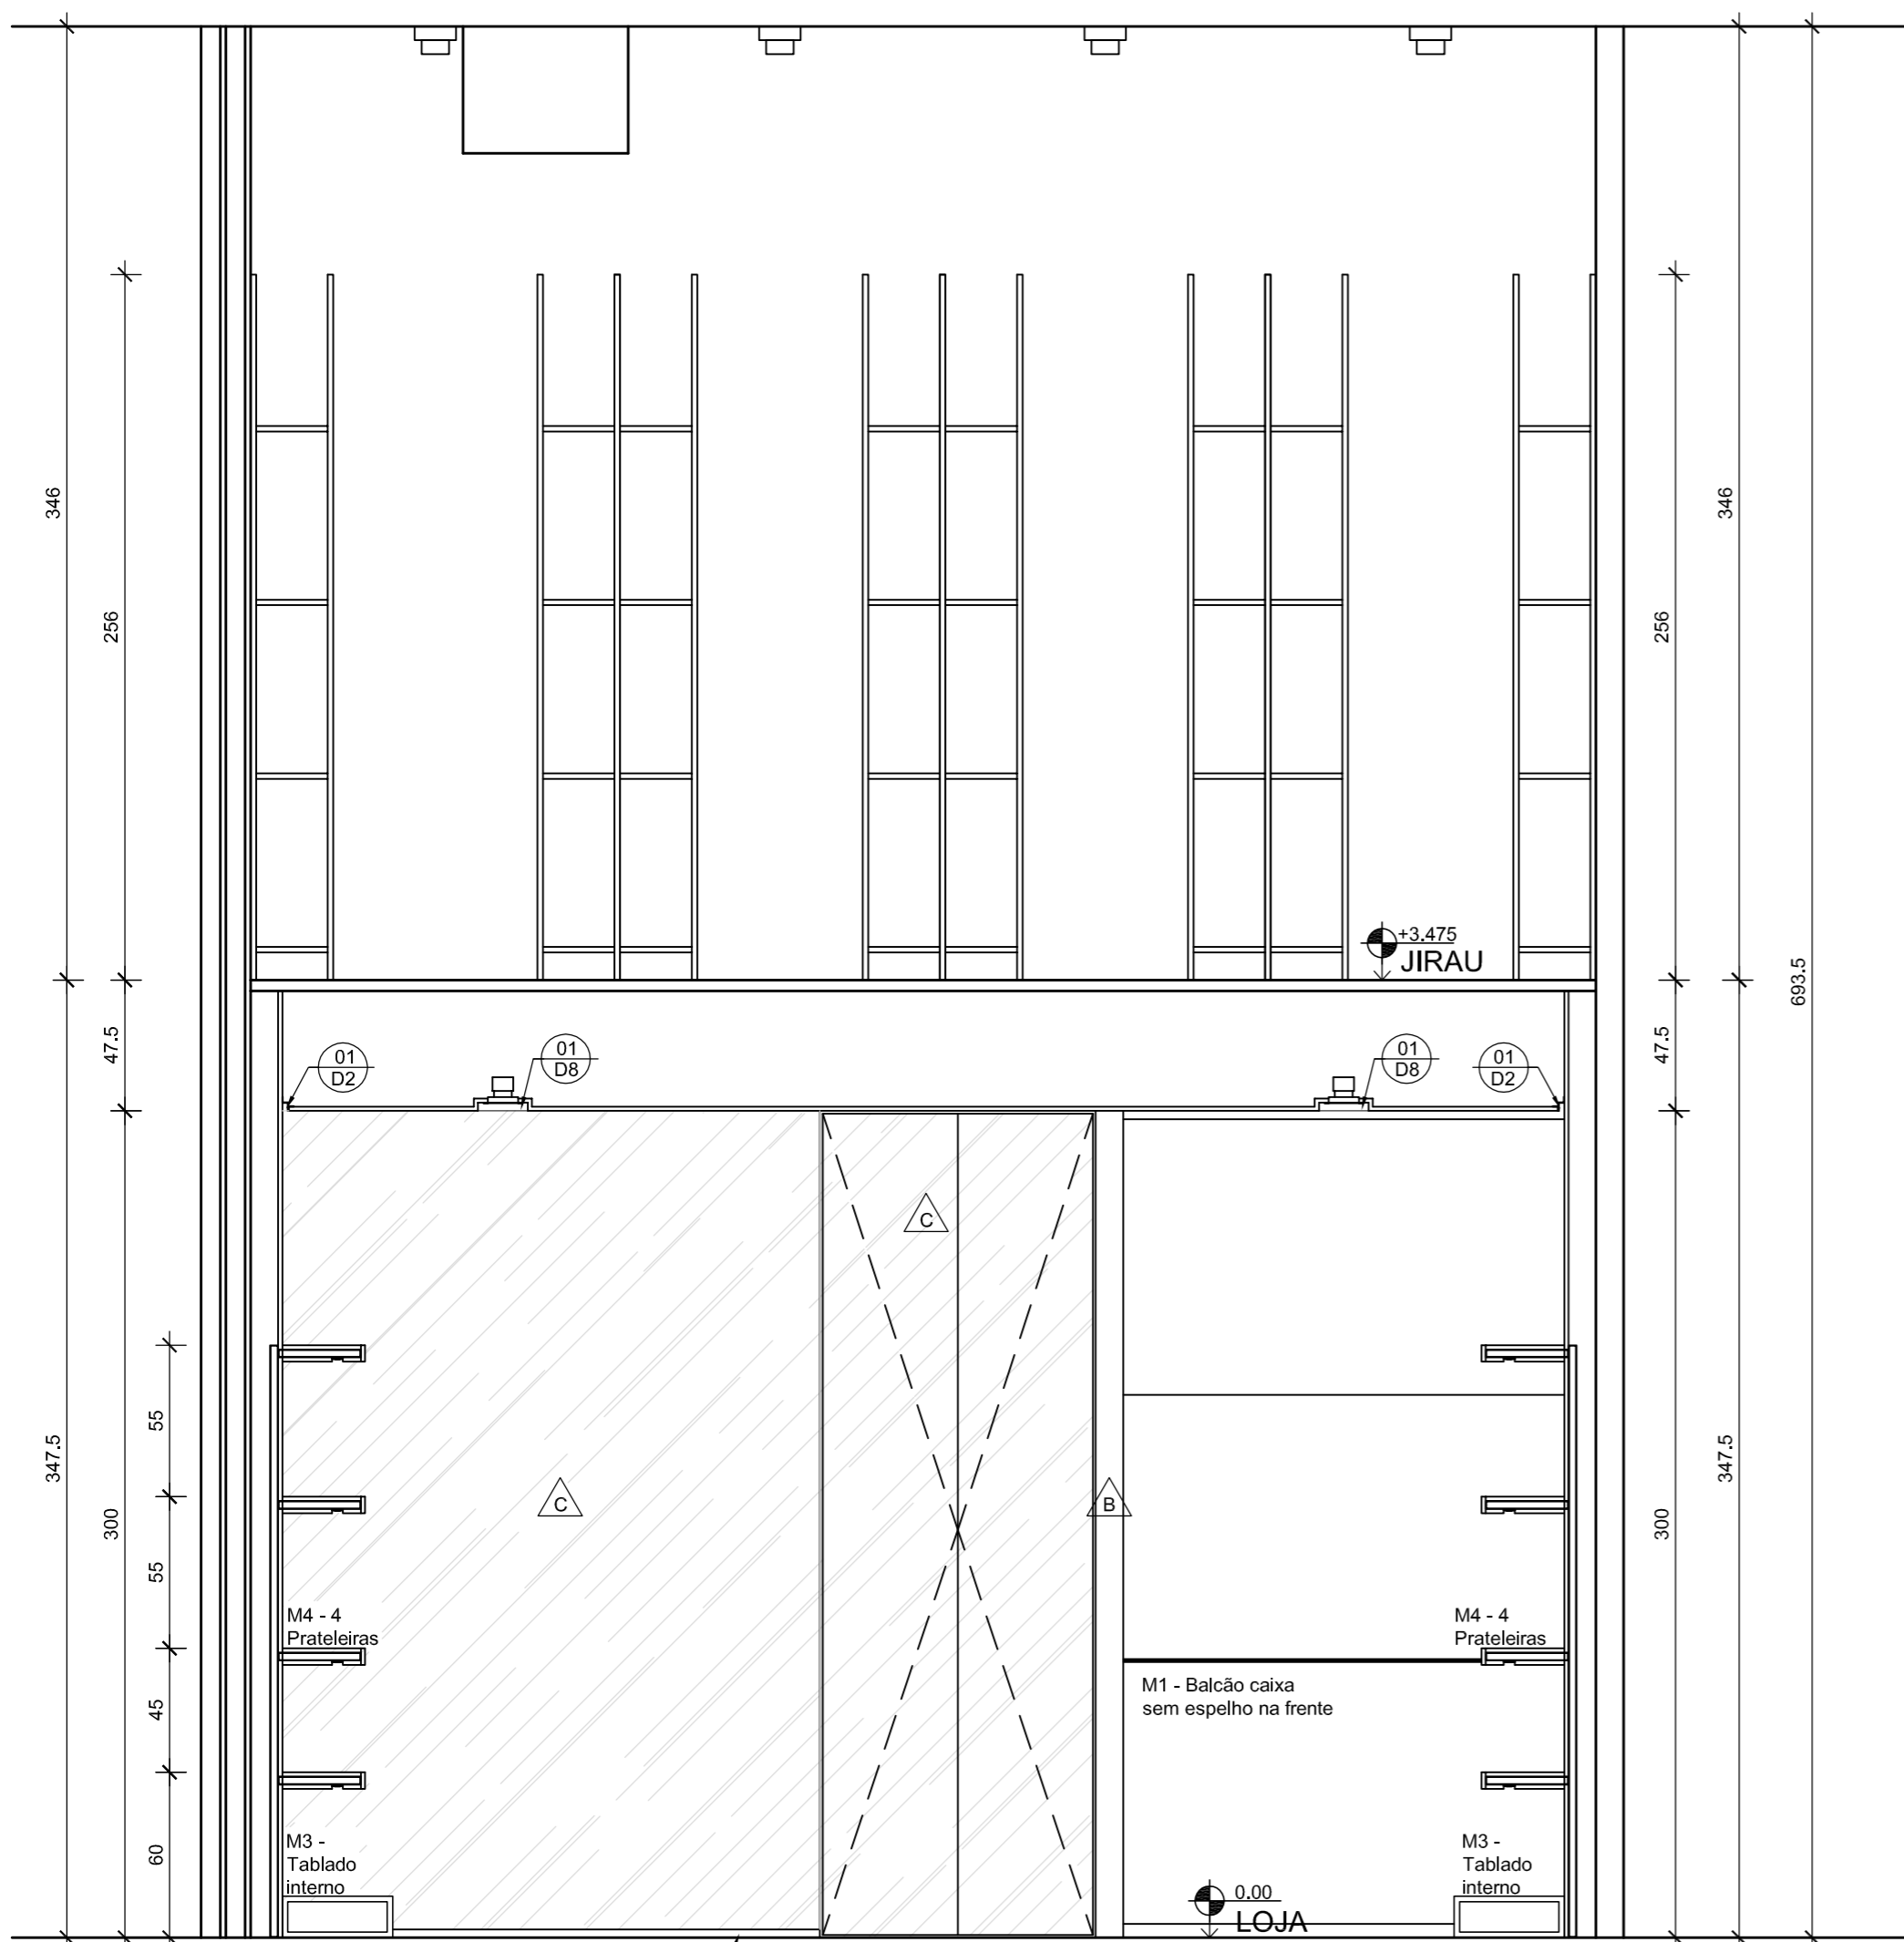 346
346
256
256
+3.475
JIRAU
693.5
47.5
47.5
01
D2
01
D8
01
D8
01
D2
C
55
347.5
347.5
C
B
300
300
55
M4 - 4
Prateleiras
M4 - 4
Prateleiras
M1 - Balcão caixa
sem espelho na frente
45
M3 -
Tablado
interno
M3 -
Tablado
interno
60
0.00
LOJA